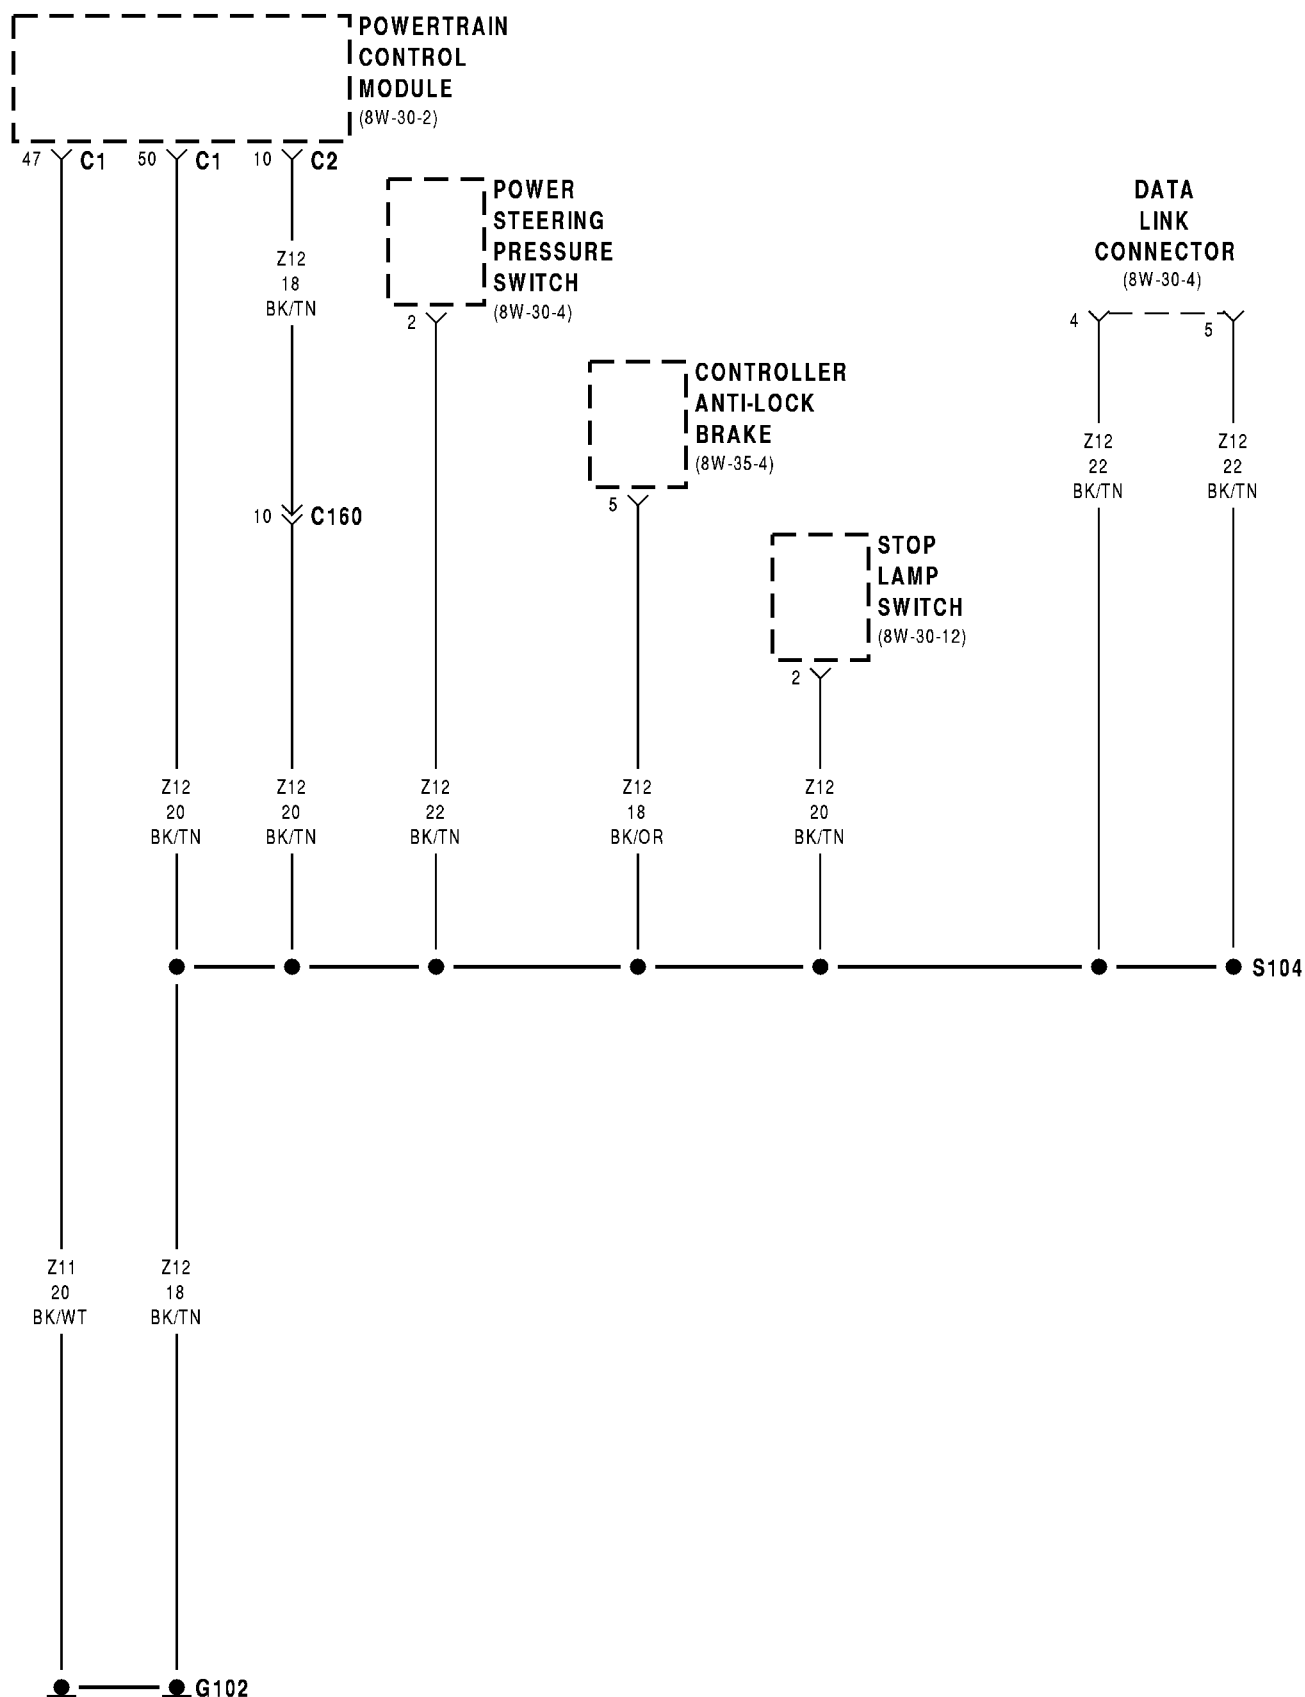 POWERTRAIN
CONTROL
MODULE
(8W-30-2)
47 C1
50 C1
10 C2
Z12
18
BK/TN
POWER
STEERING
PRESSURE
SWITCH
(8W-30-4)
2
DATA
LINK
CONNECTOR
(8W-30-4)
4
5
CONTROLLER
ANTI-LOCK
BRAKE
(8W-35-4)
5
Z12
22
BK/TN
Z12
22
BK/TN
10 C160
STOP
LAMP
SWITCH
(8W-30-12)
2
Z12
20
BK/TN
Z12
20
BK/TN
Z12
22
BK/TN
Z12
18
BK/OR
Z12
20
BK/TN
S104
Z11
20
BK/WT
Z12
18
BK/TN
G102